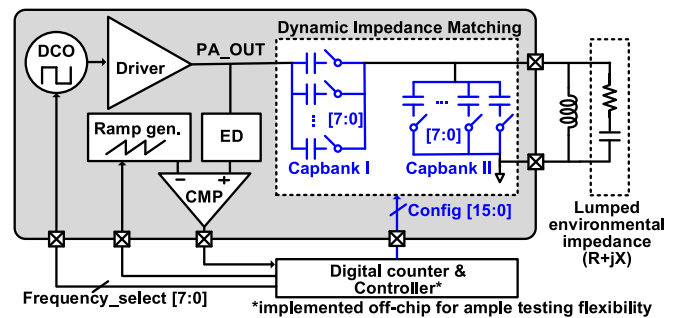 Dynamic Impedance Matching
DCO
Driver
PA_OUT
[7:0]
Capbank I
[7:0]
Capbank II
Ramp gen.
ED
CMP
Config [15:0]
Lumped
environmental
impedance
(R+jX)
Digital counter &
Controller*
Frequency_select [7:0]
*implemented off-chip for ample testing flexibility